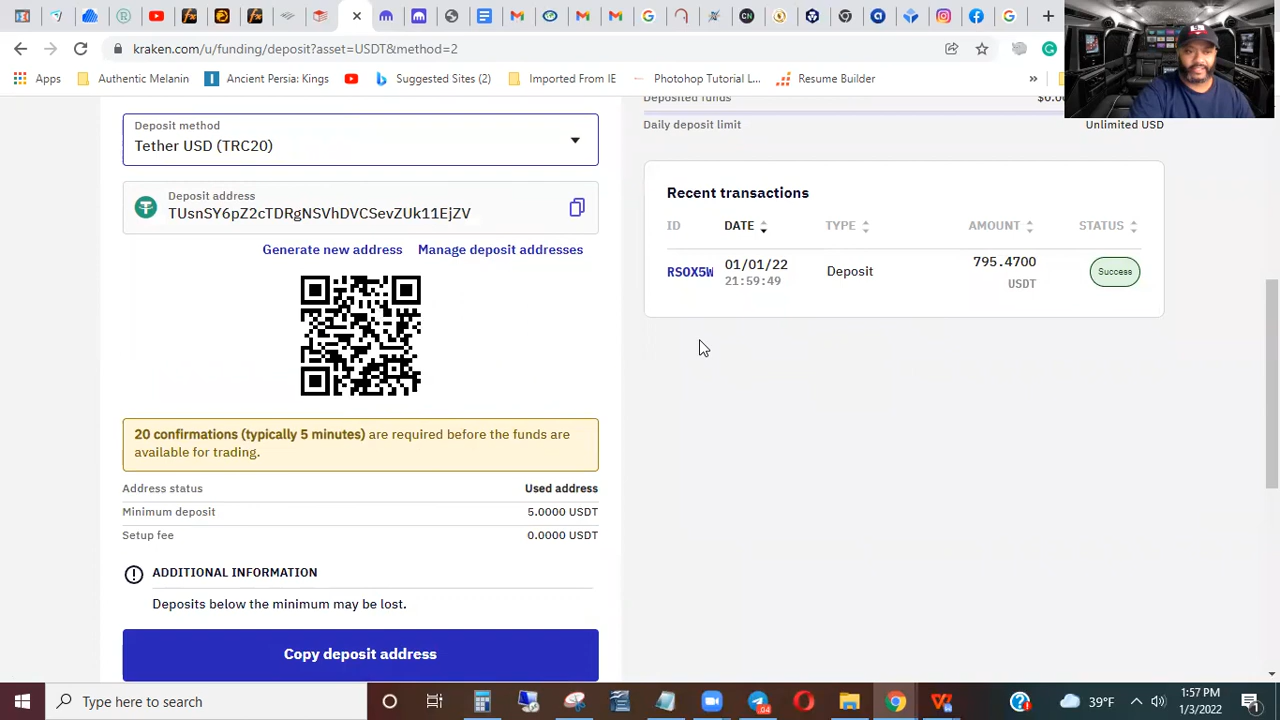 kraken.com/u/funding/deposit?asset=USDT&method=2
Apps
Authentic Melanin
Ancient Persia: Kings
Suggested Sites (2)
Imported From IE
Photohop Tutorial L...
Resume Builder
»
Deposit method
Tether USD (TRC20)
Deposit address
TUsnSY6pZ2cTDRgNSVhDVCSevZUk11EjZV
Generate new address
Manage deposit addresses
20 confirmations (typically 5 minutes) are required before the funds are
available for trading.
Address status
Used address
Minimum deposit
5.0000 USDT
Setup fee
0.0000 USDT
ADDITIONAL INFORMATION
Deposits below the minimum may be lost.
Copy deposit address
Deposited funds
Daily deposit limit
Unlimited USD
Recent transactions
ID DATE TYPE AMOUNT STATUS
RSOX5W 01/01/22 Deposit 795.4700 Success
21:59:49 USDT
Type here to search
39°F
1:57 PM
1/3/2022